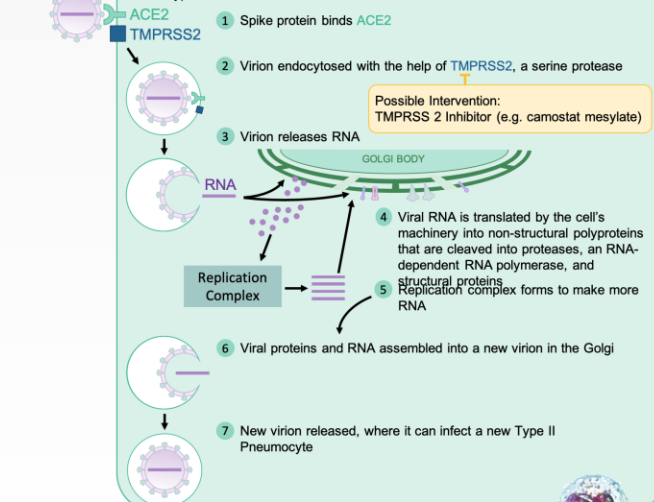 ACE2
TMPRSS2
1 Spike protein binds ACE2
2 Virion endocytosed with the help of TMPRSS2, a serine protease
Possible Intervention:
TMPRSS 2 Inhibitor (e.g. camostat mesylate)
3 Virion releases RNA
GOLGI BODY
RNA
4 Viral RNA is translated by the cell's
machinery into non-structural polyproteins
that are cleaved into proteases, an RNA-
dependent RNA polymerase, and
structural proteins
Replication
Complex
5 Replication complex forms to make more
RNA
6 Viral proteins and RNA assembled into a new virion in the Golgi
7 New virion released, where it can infect a new Type II
Pneumocyte